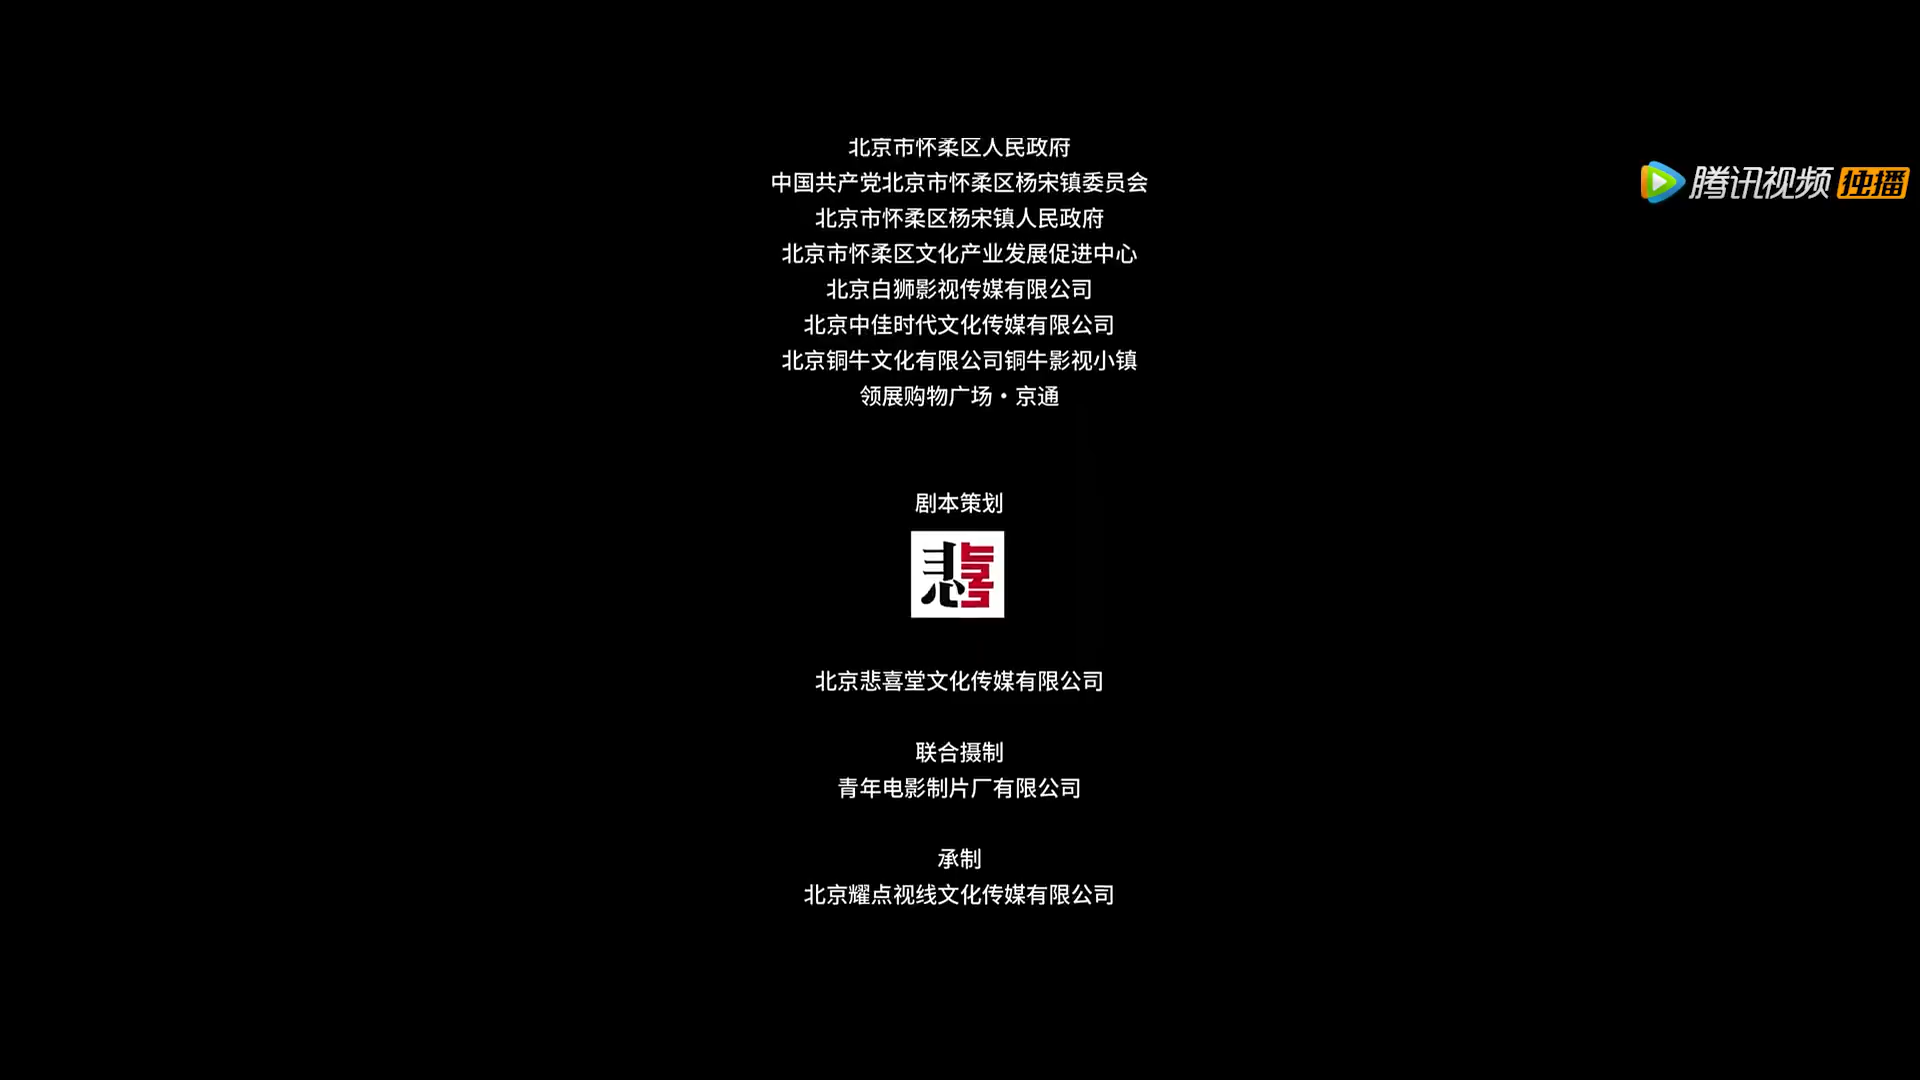 北京市怀柔区人民政府
中国共产党北京市怀柔区杨宋镇委员会
北京市怀柔区杨宋镇人民政府
北京市怀柔区文化产业发展促进中心
北京白狮影视传媒有限公司
北京中佳时代文化传媒有限公司
北京铜牛文化有限公司铜牛影视小镇
领展购物广场·京通
腾讯视频 独播
剧本策划
悲喜
北京悲喜堂文化传媒有限公司
联合摄制
青年电影制片厂有限公司
承制
北京耀点视线文化传媒有限公司